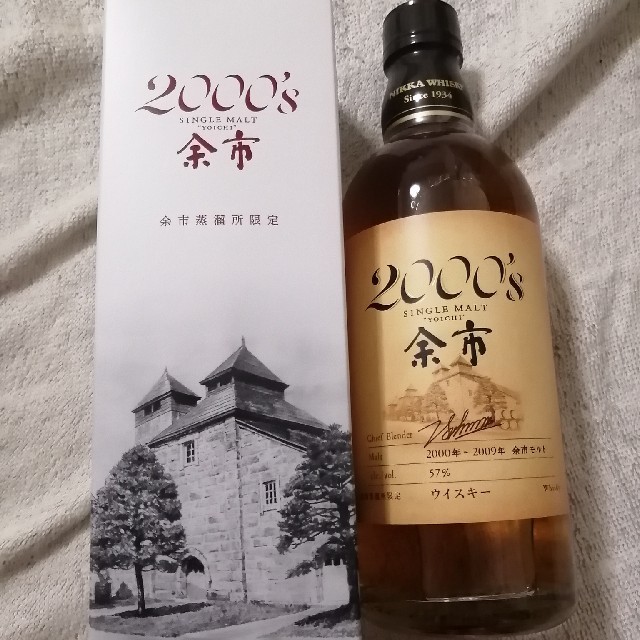 2000's
SINGLE MALT
"YOICHI"
余市
余市蒸溜所限定
NIKKA WHISKY
Since 1934
2000's
SINGLE MALT
"YOICHI"
余市
Chief Blender
Malt 2000年-2009年 余市モルト
57%
ウイスキー